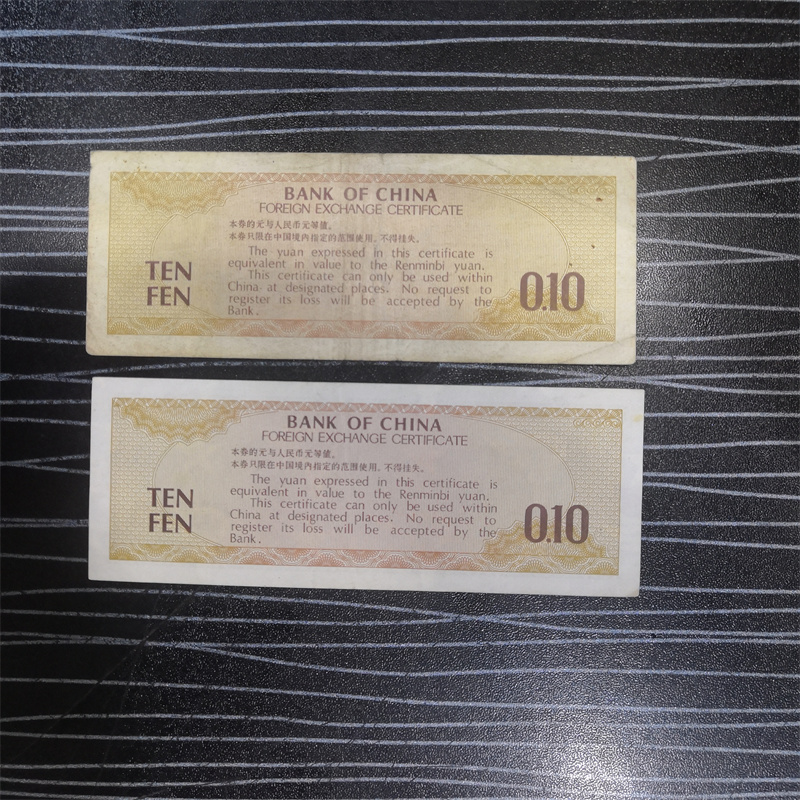 BANK OF CHINA
FOREIGN EXCHANGE CERTIFICATE
本券的元与人民币元等值。
本券只限在中国境内指定的范围使用，不得挂失。
The yuan expressed in this certificate is
equivalent in value to the Renminbi yuan.
This certificate can only be used within
China at designated places. No request to
register its loss will be accepted by the
Bank.
TEN
FEN
0.10
BANK OF CHINA
FOREIGN EXCHANGE CERTIFICATE
本券的元与人民币元等值。
本券只限在中国境内指定的范围使用，不得挂失。
The yuan expressed in this certificate is
equivalent in value to the Renminbi yuan.
This certificate can only be used within
China at designated places. No request to
register its loss will be accepted by the
Bank.
TEN
FEN
0.10